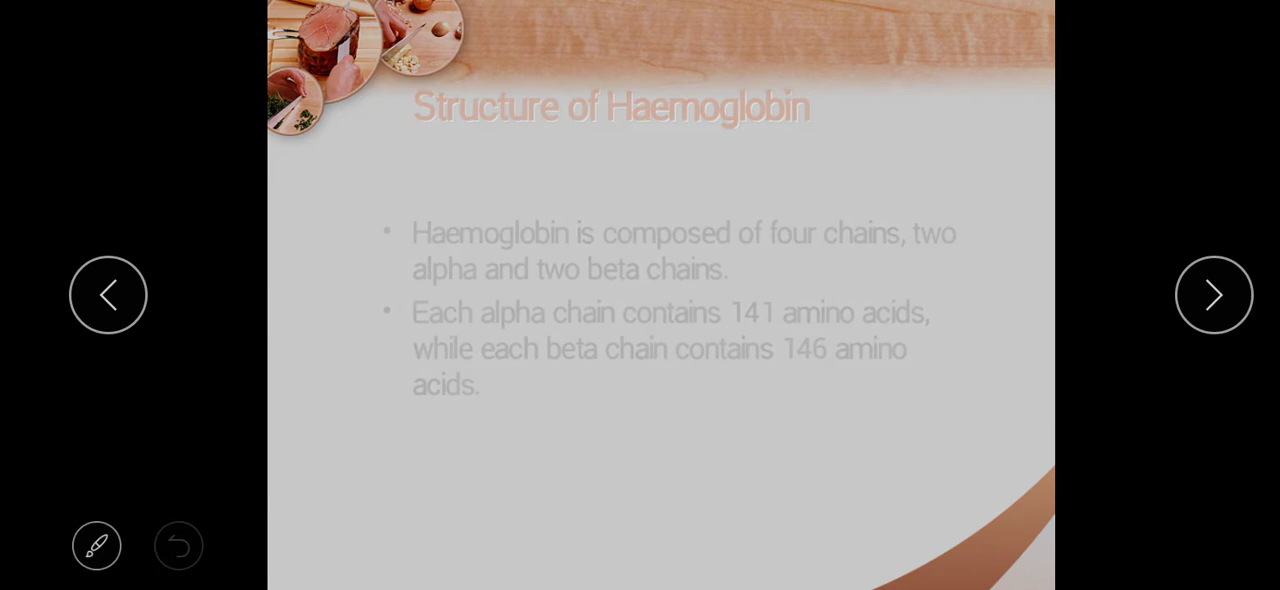 Structure of Haemoglobin
• Haemoglobin is composed of four chains, two
alpha and two beta chains.
• Each alpha chain contains 141 amino acids,
while each beta chain contains 146 amino
acids.